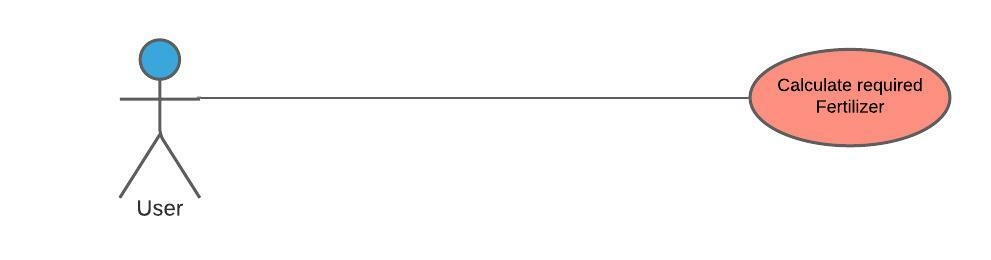 Calculate required
Fertilizer
User